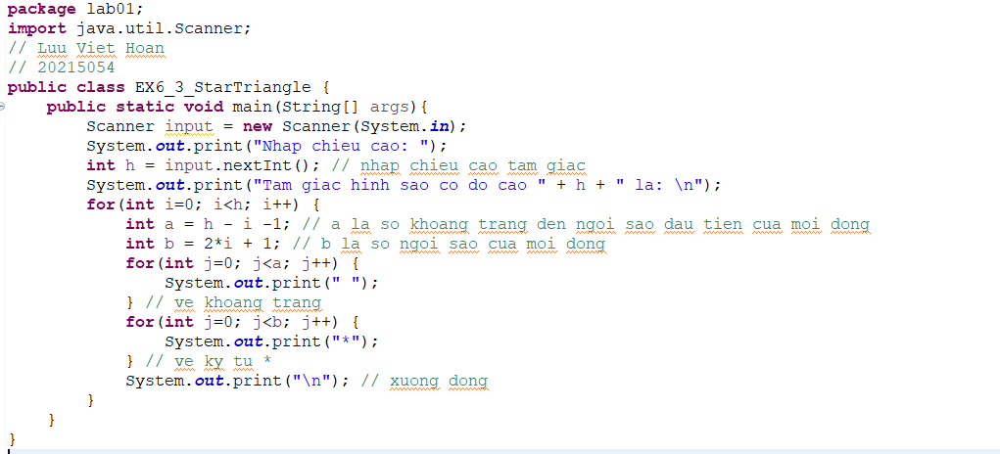 package lab01;
import java.util.Scanner;
// Luu Viet Hoan
// 20215054
public class EX6_3_StarTriangle {
    public static void main(String[] args){
        Scanner input = new Scanner(System.in);
        System.out.print("Nhap chieu cao: ");
        int h = input.nextInt(); // nhap chieu cao tam giac
        System.out.print("Tam giac hinh sao co do cao " + h + " la: \n");
        for(int i=0; i<h; i++) {
            int a = h - i -1; // a la so khoang trang den ngoi sao dau tien cua moi dong
            int b = 2*i + 1; // b la so ngoi sao cua moi dong
            for(int j=0; j<a; j++) {
                System.out.print(" ");
            } // ve khoang trang
            for(int j=0; j<b; j++) {
                System.out.print("*");
            } // ve ky tu *
            System.out.print("\n"); // xuong dong
        }
    }
}